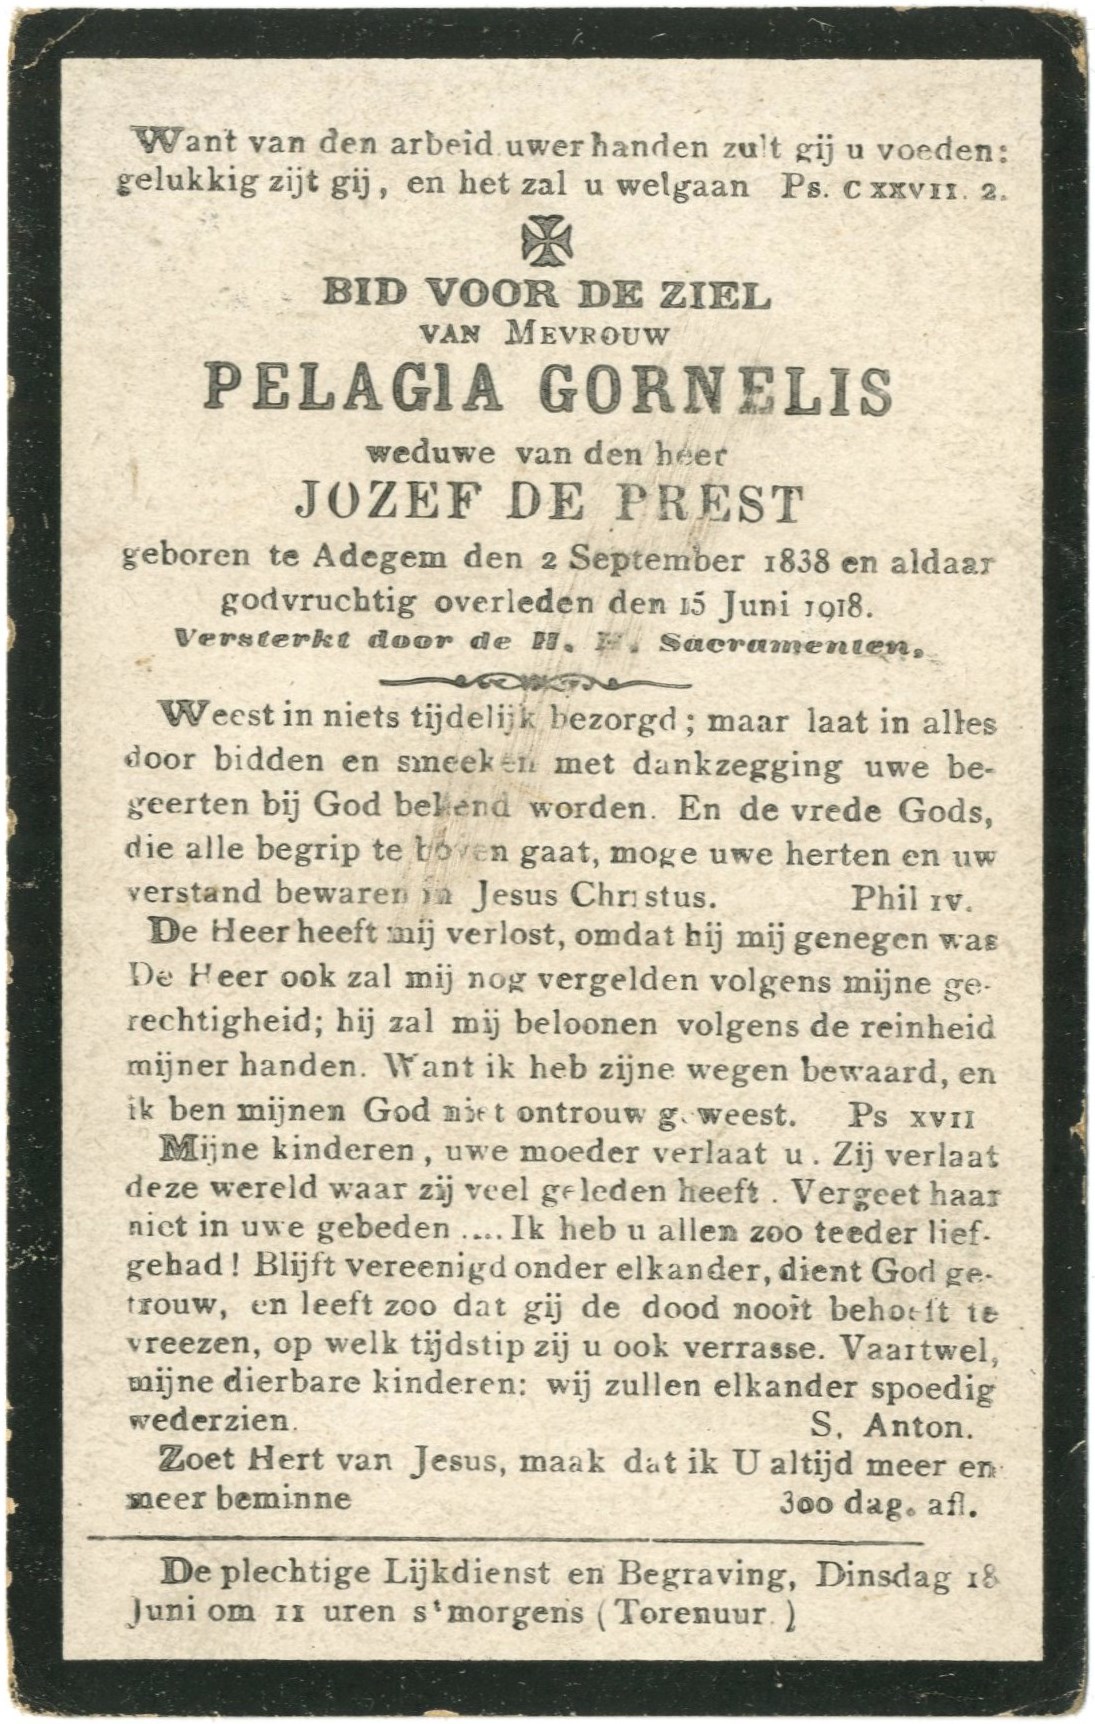 Want van den arbeid uwer handen zult gij u voeden:
gelukkig zijt gij, en het zal u welgaan Ps. CXXVII. 2.
BID VOOR DE ZIEL
VAN MEVROUW
PELAGIA GORNELIS
weduwe van den heer
JOZEF DE PREST
geboren te Adegem den 2 September 1838 en aldaar
godvruchtig overleden den 15 Juni 1918.
Versterkt door de H. H. Sacramenten.
Weest in niets tijdelijk bezorgd; maar laat in alles
door bidden en smeeken met dankzegging uwe be-
geerten bij God bekend worden. En de vrede Gods,
die alle begrip te boven gaat, moge uwe herten en uw
verstand bewaren in Jesus Christus. Phil IV.
De Heer heeft mij verlost, omdat hij mij genegen was
De Heer ook zal mij nog vergelden volgens mijne ge-
rechtigheid; hij zal mij beloonen volgens de reinheid
mijner handen. Want ik heb zijne wegen bewaard, en
ik ben mijnen God niet ontrouw geweest. Ps XVII
Mijne kinderen, uwe moeder verlaat u. Zij verlaat
deze wereld waar zij veel geleden heeft. Vergeet haar
niet in uwe gebeden .... Ik heb u allen zoo teeder lief-
gehad! Blijft vereenigd onder elkander, dient God ge-
trouw, en leeft zoo dat gij de dood nooit behoeft te
vreezen, op welk tijdstip zij u ook verrasse. Vaartwel,
mijne dierbare kinderen: wij zullen elkander spoedig
wederzien. S. Anton.
Zoet Hert van Jesus, maak dat ik U altijd meer en
meer beminne 300 dag. afl.
De plechtige Lijkdienst en Begraving, Dinsdag 18
Juni om 11 uren s'morgens (Torenuur.)